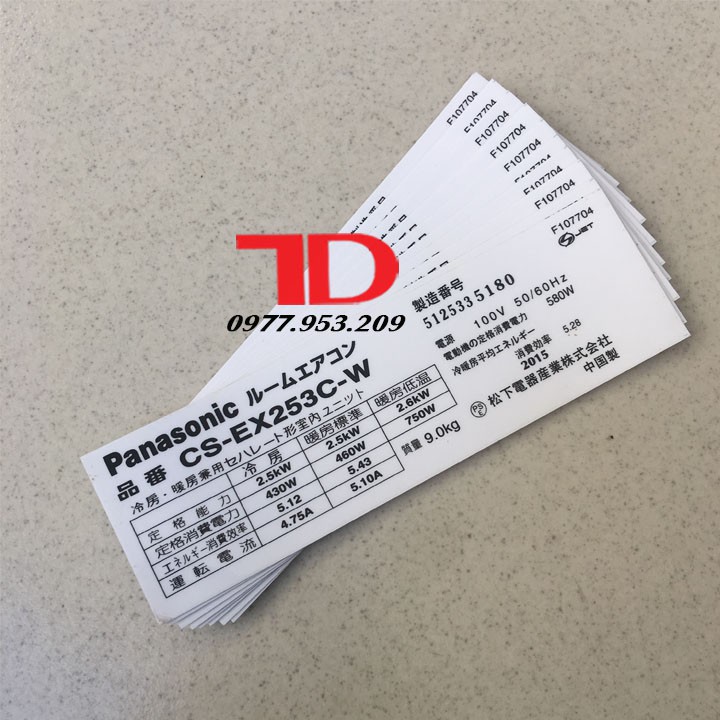 F107704
F107704
F107704
F107704
F107704
F107704
F107704
JET
TD
0977.953.209
Panasonic ルームエアコン
品番 CS-EX253C-W
冷房・暖房兼用セハレート形室内ユニット
冷房 暖房標準 暖房低温
定格能力 2.5kW 2.5kW 2.6kW
定格消費電力 430W 460W 750W
エネルギー消費効率 5.12 5.43
運転電流 4.75A 5.10A
質量 9.0kg
製造番号
5125335180
電源 100V 50/60Hz
電動機の定格消費電力 580W
冷暖房平均エネルギー
消費効率 5.28
2015
PS E 松下電器産業株式会社
中国製